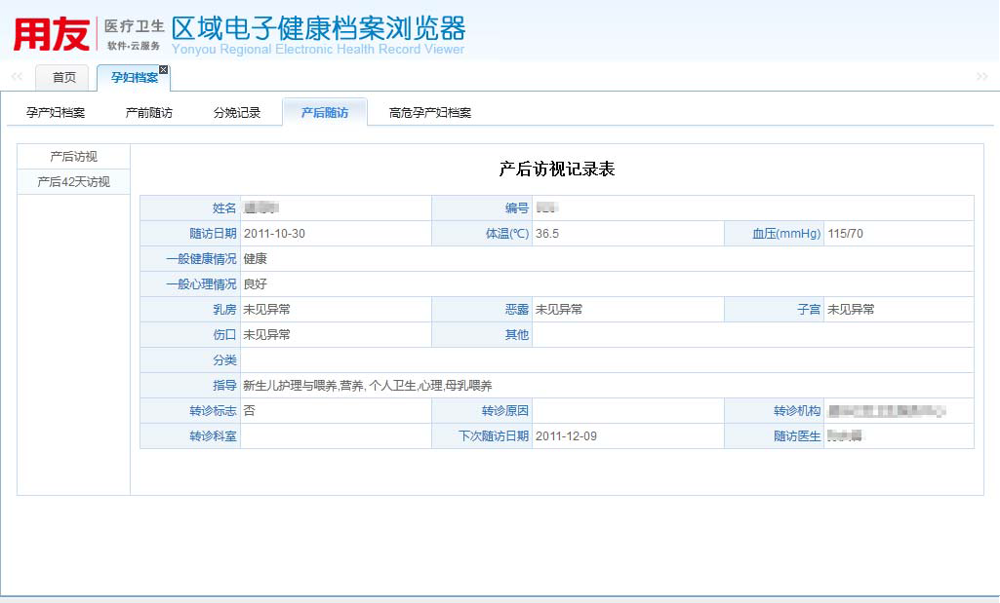 用友 医疗卫生 区域电子健康档案浏览器
软件·云服务 Yonyou Regional Electronic Health Record Viewer
首页 孕妇档案
孕产妇档案 产前随访 分娩记录 产后随访 高危孕产妇档案
产后访视
产后42天访视
产后访视记录表
姓名 编号
随访日期 2011-10-30 体温(℃) 36.5 血压(mmHg) 115/70
一般健康情况 健康
一般心理情况 良好
乳房 未见异常 恶露 未见异常 子宫 未见异常
伤口 未见异常 其他
分类
指导 新生儿护理与喂养,营养, 个人卫生,心理,母乳喂养
转诊标志 否 转诊原因 转诊机构
转诊科室 下次随访日期 2011-12-09 随访医生